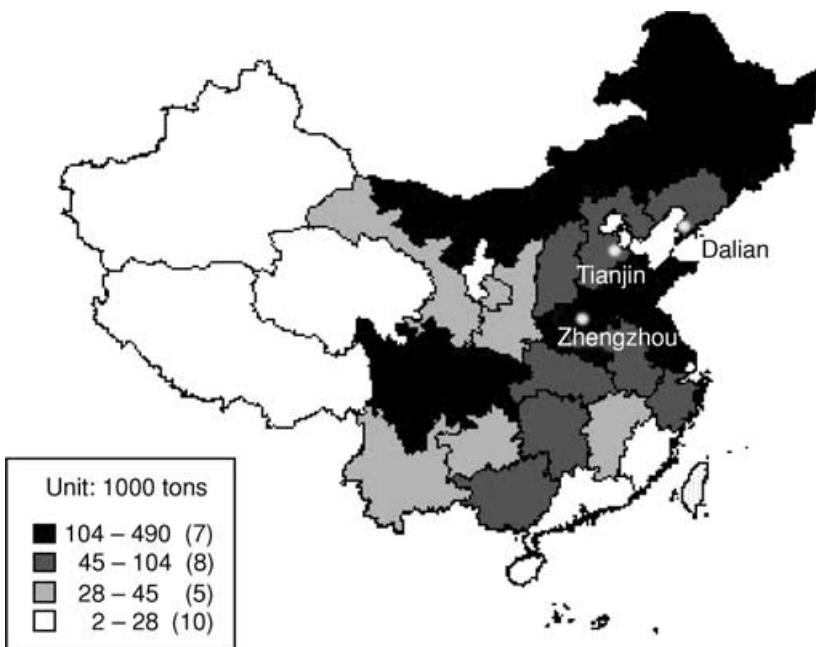 Dalian
Tianjin
Zhengzhou
Unit: 1000 tons
104 – 490 (7)
45 – 104 (8)
28 – 45 (5)
2 – 28 (10)